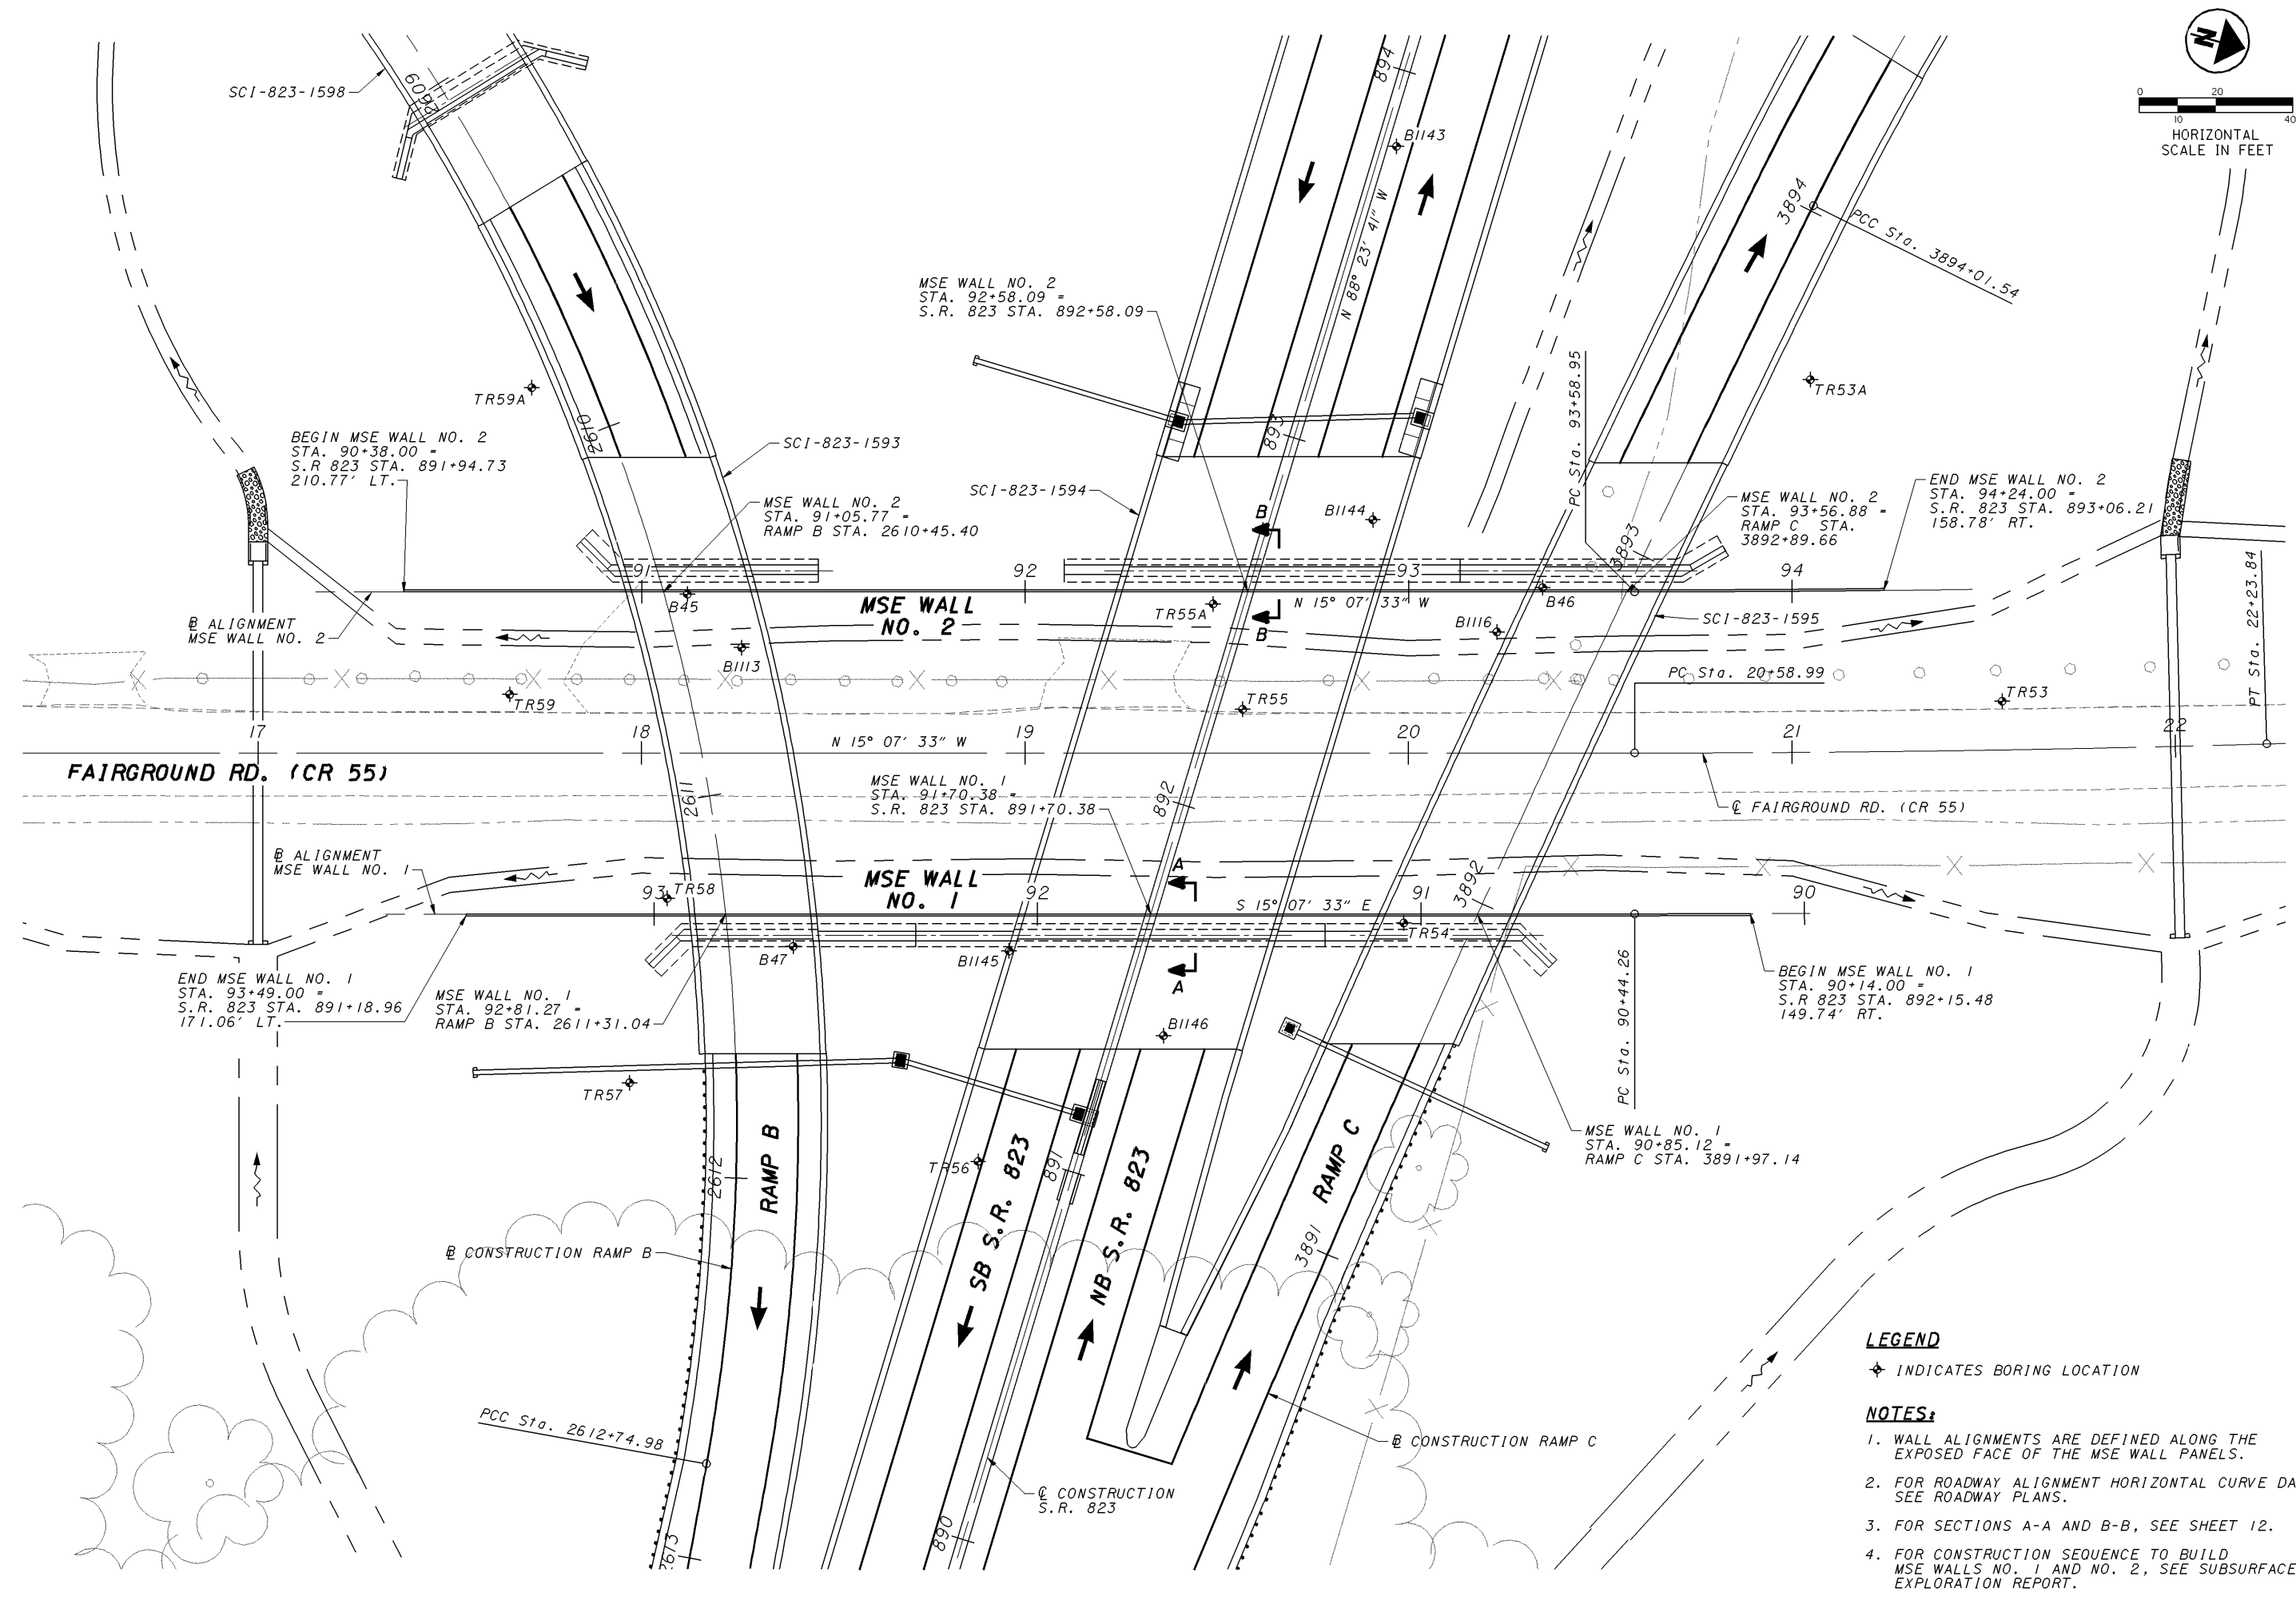 N
0
20
10
40
HORIZONTAL
SCALE IN FEET
SCI-823-1598
2609
894
B1143
N 88° 23' 41" W
3894
PCC Sta. 3894+01.54
MSE WALL NO. 2
STA. 92+58.09 =
S.R. 823 STA. 892+58.09
TR59A
2610
893
PC Sta. 93+58.95
TR53A
BEGIN MSE WALL NO. 2
STA. 90+38.00 =
S.R 823 STA. 891+94.73
210.77' LT.
SCI-823-1593
SCI-823-1594
MSE WALL NO. 2
STA. 91+05.77 =
RAMP B STA. 2610+45.40
B1144
B
MSE WALL NO. 2
STA. 93+56.88 =
RAMP C STA.
3892+89.66
END MSE WALL NO. 2
STA. 94+24.00 =
S.R. 823 STA. 893+06.21
158.78' RT.
3893
91
92
93
94
B45
MSE WALL
NO. 2
TR55A
N 15° 07' 33" W
B46
B
B1116
SCI-823-1595
PT Sta. 22+23.84
℄ ALIGNMENT
MSE WALL NO. 2
B1113
PC Sta. 20+58.99
TR59
TR55
TR53
17
18
19
20
21
22
N 15° 07' 33" W
FAIRGROUND RD. (CR 55)
MSE WALL NO. 1
STA. 91+70.38 =
S.R. 823 STA. 891+70.38
2611
892
℄ FAIRGROUND RD. (CR 55)
℄ ALIGNMENT
MSE WALL NO. 1
A
MSE WALL
NO. 1
93
TR58
92
S 15° 07' 33" E
91
3892
90
TR54
B47
B1145
A
PC Sta. 90+44.26
END MSE WALL NO. 1
STA. 93+49.00 =
S.R. 823 STA. 891+18.96
171.06' LT.
MSE WALL NO. 1
STA. 92+81.27 =
RAMP B STA. 2611+31.04
BEGIN MSE WALL NO. 1
STA. 90+14.00 =
S.R 823 STA. 892+15.48
149.74' RT.
B1146
TR57
MSE WALL NO. 1
STA. 90+85.12 =
RAMP C STA. 3891+97.14
TR56
2612
RAMP B
891
SB S.R. 823
NB S.R. 823
RAMP C
3891
℄ CONSTRUCTION RAMP B
PCC Sta. 2612+74.98
℄ CONSTRUCTION RAMP C
℄ CONSTRUCTION
S.R. 823
890
2613
LEGEND
INDICATES BORING LOCATION
NOTES:
1. WALL ALIGNMENTS ARE DEFINED ALONG THE
EXPOSED FACE OF THE MSE WALL PANELS.
2. FOR ROADWAY ALIGNMENT HORIZONTAL CURVE DA
SEE ROADWAY PLANS.
3. FOR SECTIONS A-A AND B-B, SEE SHEET 12.
4. FOR CONSTRUCTION SEQUENCE TO BUILD
MSE WALLS NO. 1 AND NO. 2, SEE SUBSURFACE
EXPLORATION REPORT.